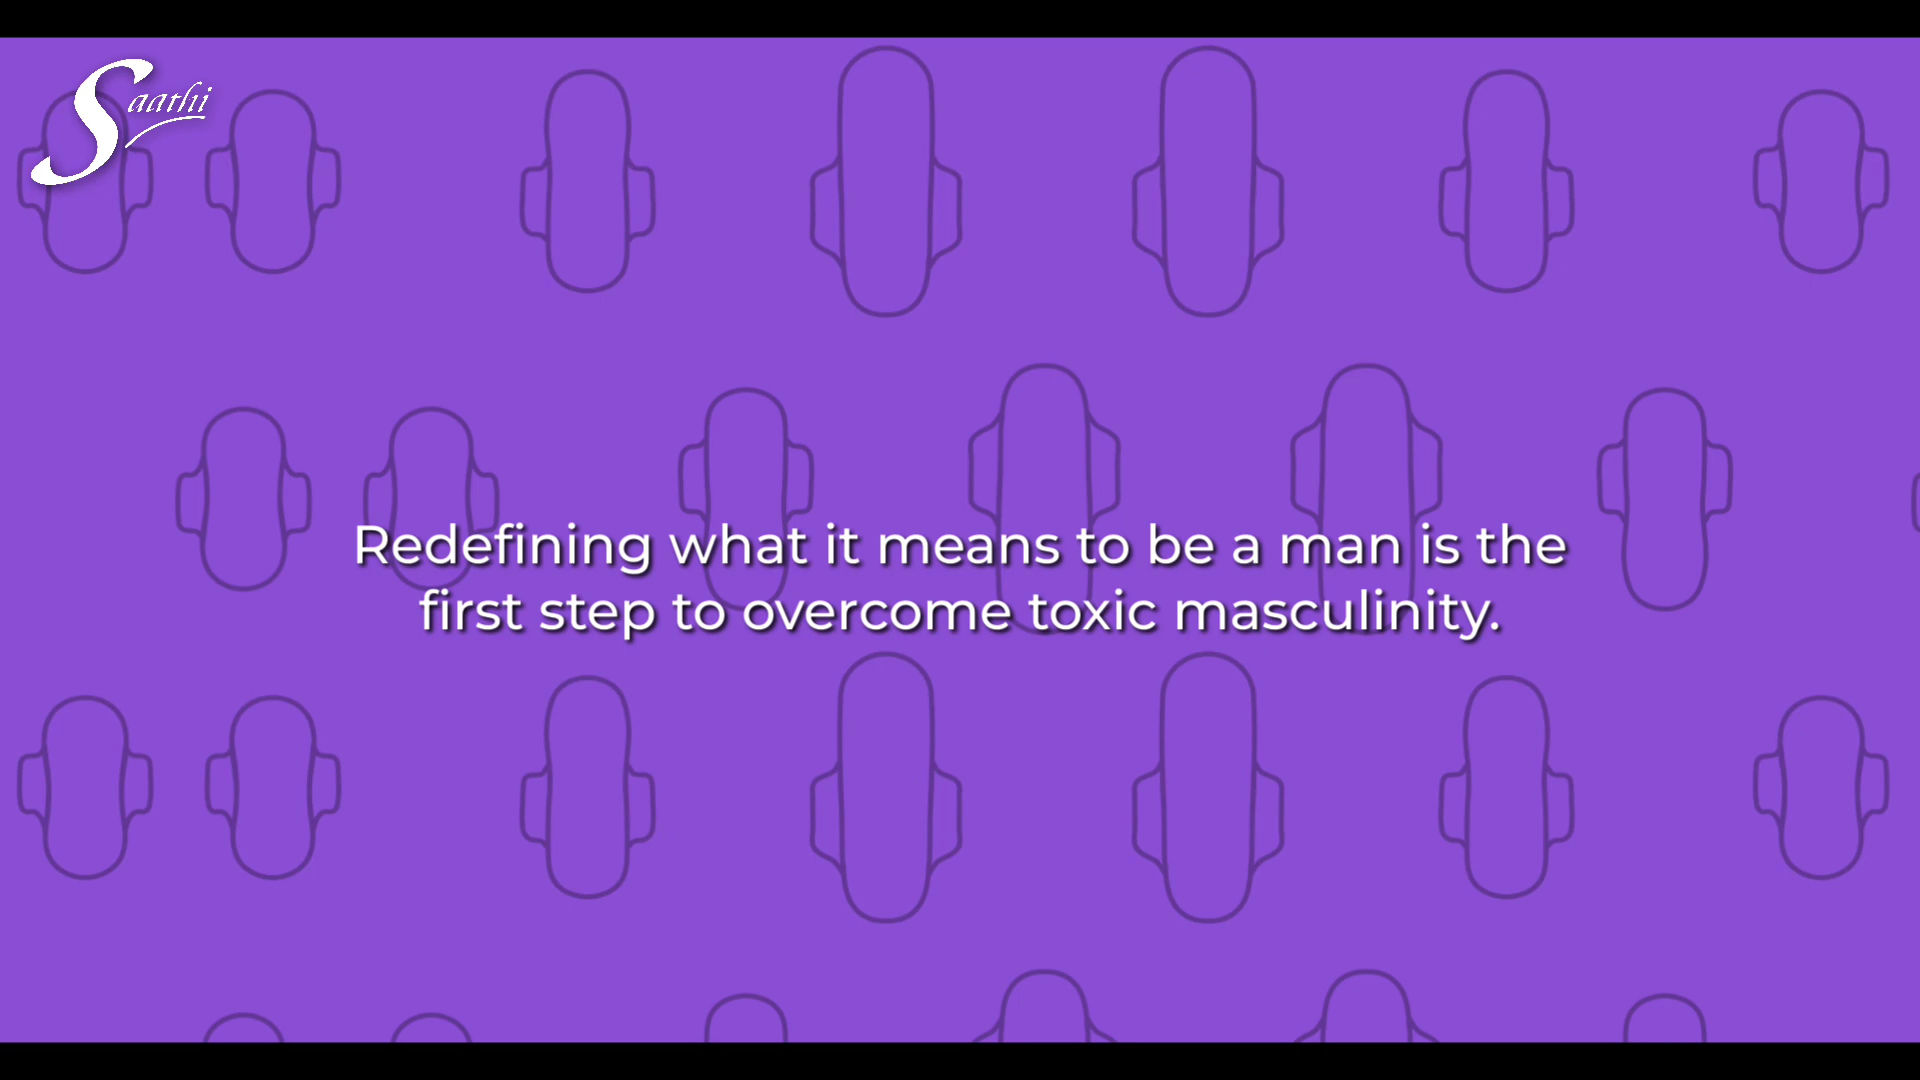 Saathi
Redefining what it means to be a man is the
first step to overcome toxic masculinity.